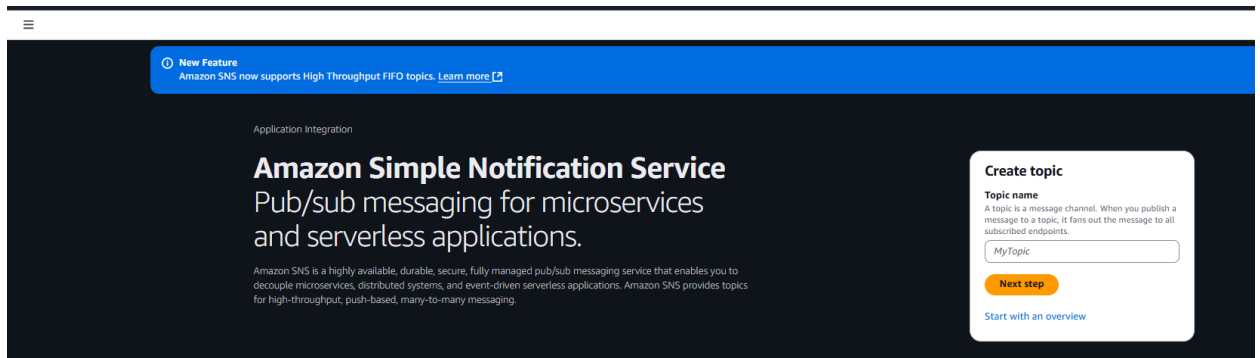 New Feature
Amazon SNS now supports High Throughput FIFO topics. Learn more
Application Integration
Amazon Simple Notification Service
Pub/sub messaging for microservices
and serverless applications.
Amazon SNS is a highly available, durable, secure, fully managed pub/sub messaging service that enables you to
decouple microservices, distributed systems, and event-driven serverless applications. Amazon SNS provides topics
for high-throughput, push-based, many-to-many messaging.
Create topic
Topic name
A topic is a message channel. When you publish a
message to a topic, it fans out the message to all
subscribed endpoints.
MyTopic
Next step
Start with an overview